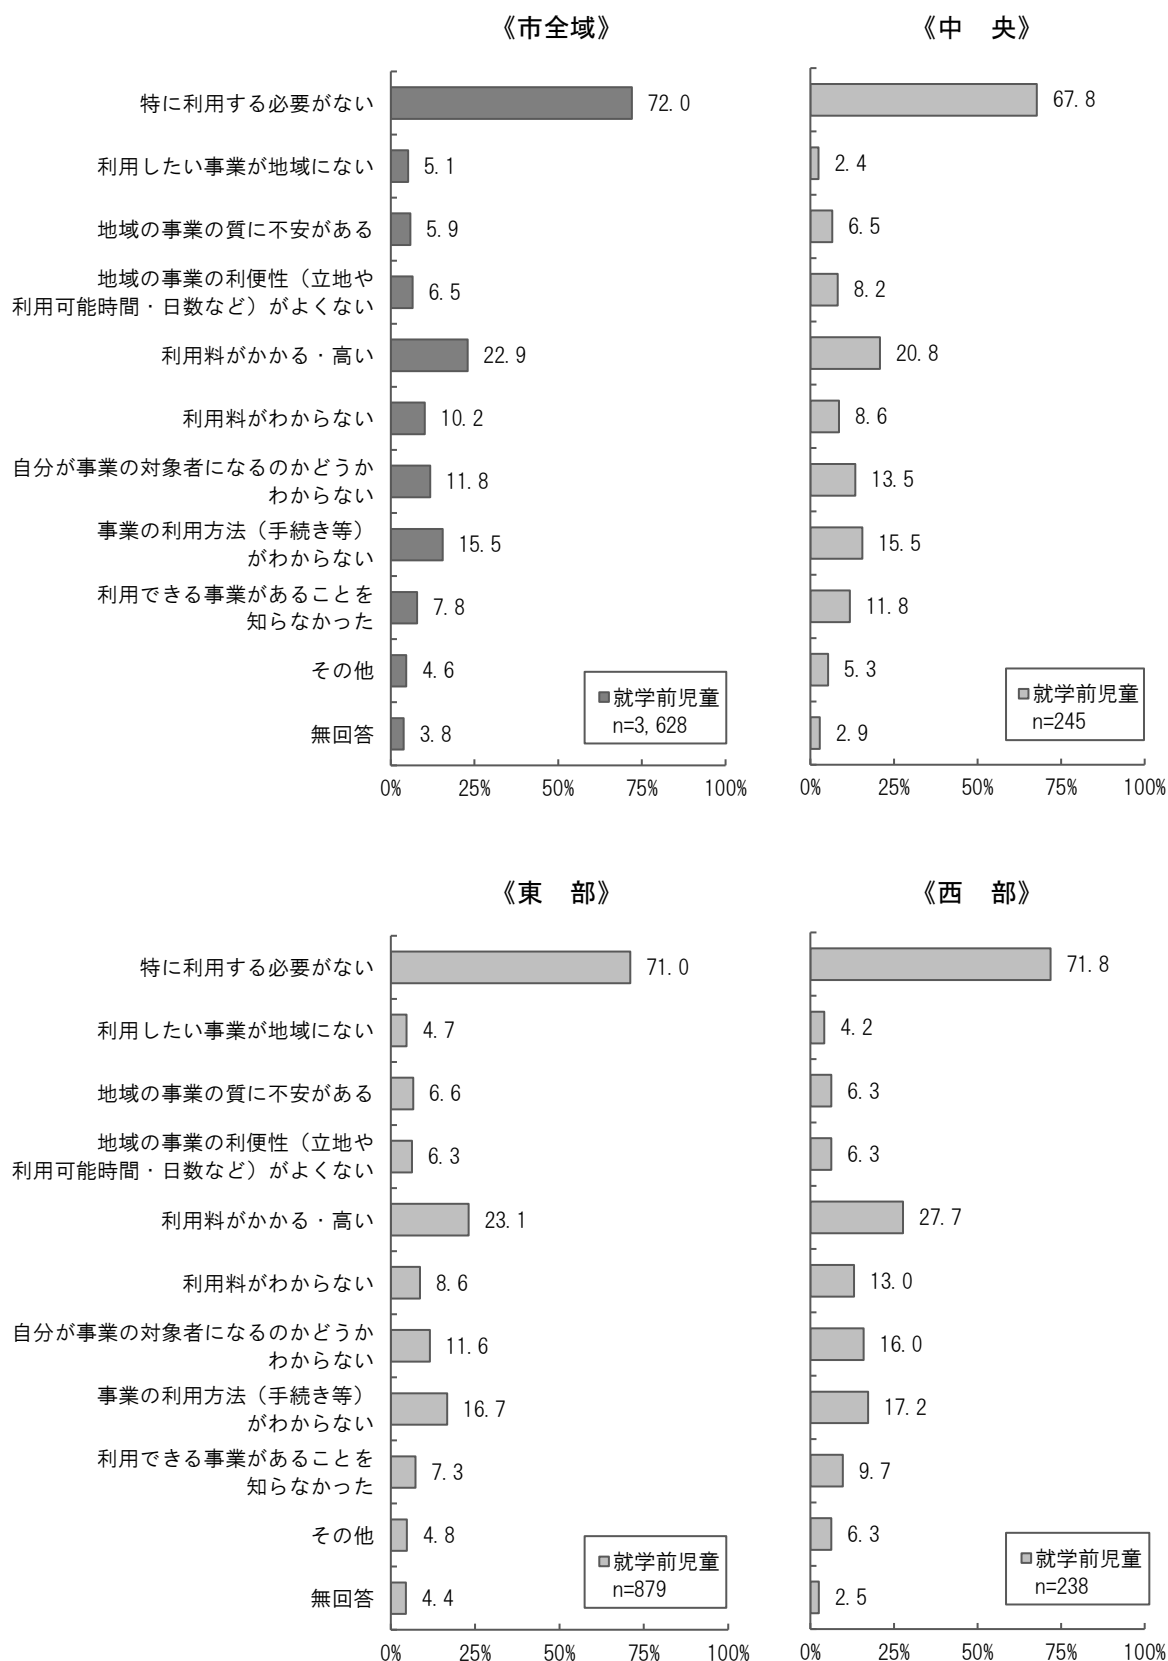 《市全域》
特に利用する必要がない 72.0
利用したい事業が地域にない 5.1
地域の事業の質に不安がある 5.9
地域の事業の利便性（立地や
利用可能時間・日数など）がよくない 6.5
利用料がかかる・高い 22.9
利用料がわからない 10.2
自分が事業の対象者になるのかどうか
わからない 11.8
事業の利用方法（手続き等）
がわからない 15.5
利用できる事業があることを
知らなかった 7.8
その他 4.6
無回答 3.8
就学前児童
n=3,628
0% 25% 50% 75% 100%
《中　央》
67.8
2.4
6.5
8.2
20.8
8.6
13.5
15.5
11.8
5.3
2.9
就学前児童
n=245
0% 25% 50% 75% 100%
《東　部》
特に利用する必要がない 71.0
利用したい事業が地域にない 4.7
地域の事業の質に不安がある 6.6
地域の事業の利便性（立地や
利用可能時間・日数など）がよくない 6.3
利用料がかかる・高い 23.1
利用料がわからない 8.6
自分が事業の対象者になるのかどうか
わからない 11.6
事業の利用方法（手続き等）
がわからない 16.7
利用できる事業があることを
知らなかった 7.3
その他 4.8
無回答 4.4
就学前児童
n=879
0% 25% 50% 75% 100%
《西　部》
71.8
4.2
6.3
6.3
27.7
13.0
16.0
17.2
9.7
6.3
2.5
就学前児童
n=238
0% 25% 50% 75% 100%